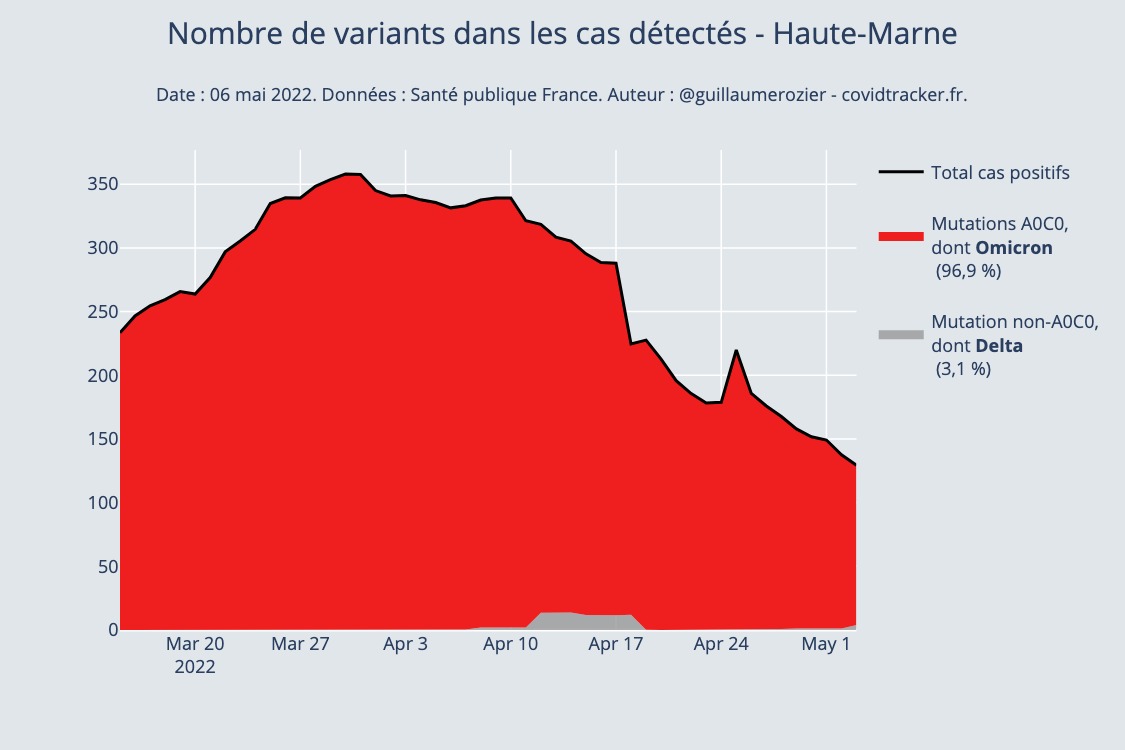 Nombre de variants dans les cas détectés - Haute-Marne
Date : 06 mai 2022. Données : Santé publique France. Auteur : @guillaumerozier - covidtracker.fr.
350
300
250
200
150
100
50
0
Mar 20
2022
Mar 27
Apr 3
Apr 10
Apr 17
Apr 24
May 1
Total cas positifs
Mutations A0C0,
dont Omicron
(96,9 %)
Mutation non-A0C0,
dont Delta
(3,1 %)